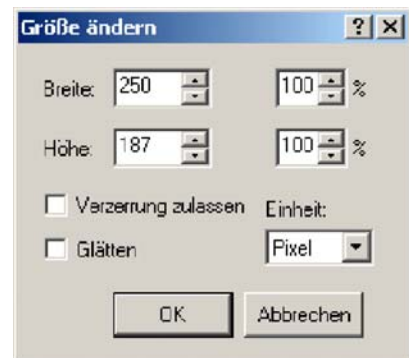 Größe ändern
Breite: 250 100 %
Höhe: 187 100 %
Verzerrung zulassen Einheit:
Glätten Pixel
OK Abbrechen